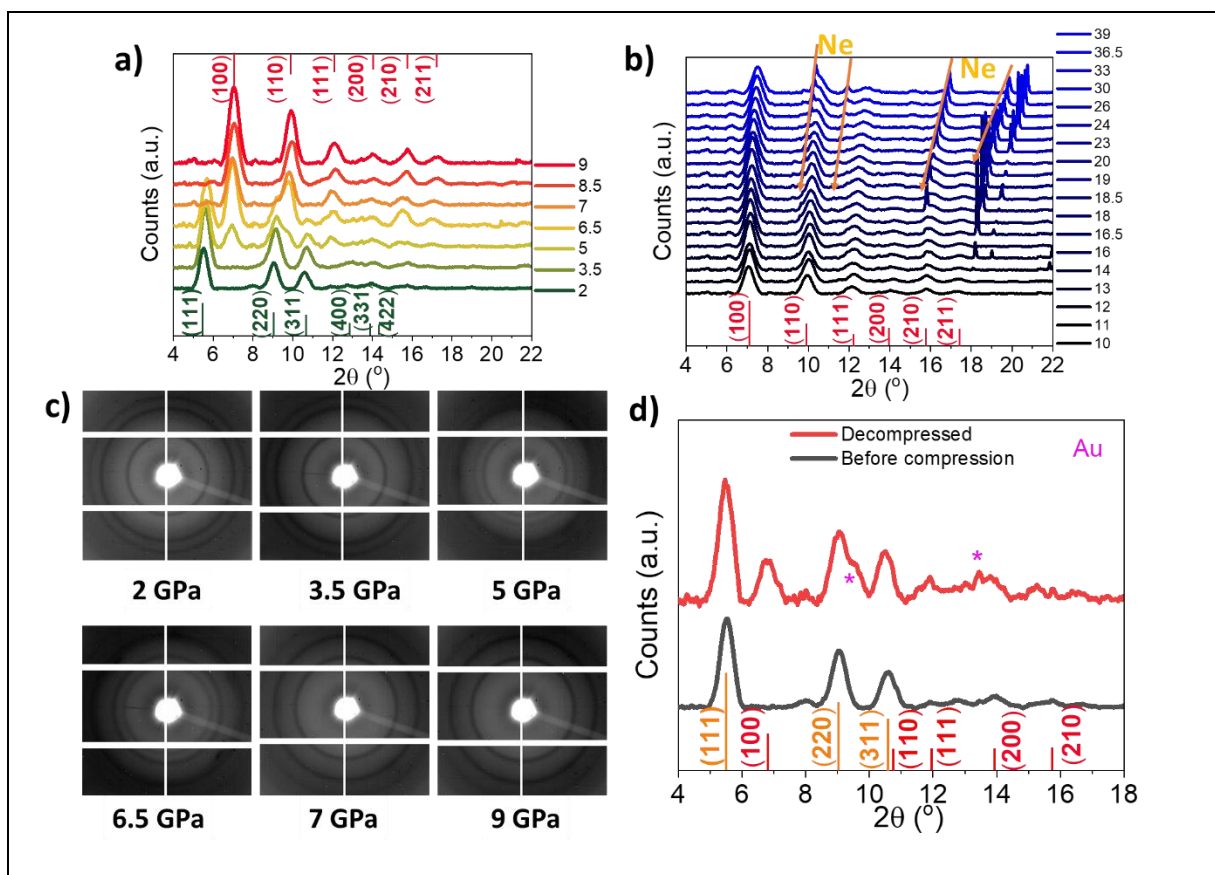 a)
(100)
(110)
(111)
(200)
(210)
(211)
Counts (a.u.)
9
8.5
7
6.5
5
3.5
2
(111)
(220)
(311)
(400)
(331
422)
4 6 8 10 12 14 16 18 20 22
2θ (°)
b)
Ne
Ne
Counts (a.u.)
39
36.5
33
30
26
24
23
20
19
18.5
18
16.5
16
14
13
12
11
10
(100)
(110)
(111)
(200)
(210)
(211)
4 6 8 10 12 14 16 18 20 22
2θ (°)
c)
2 GPa 3.5 GPa 5 GPa
6.5 GPa 7 GPa 9 GPa
d)
Decompressed
Before compression
Au
*
*
Counts (a.u.)
(111)
(100)
(220)
(311)
(110)
(111)
(200)
(210)
4 6 8 10 12 14 16 18
2θ (°)